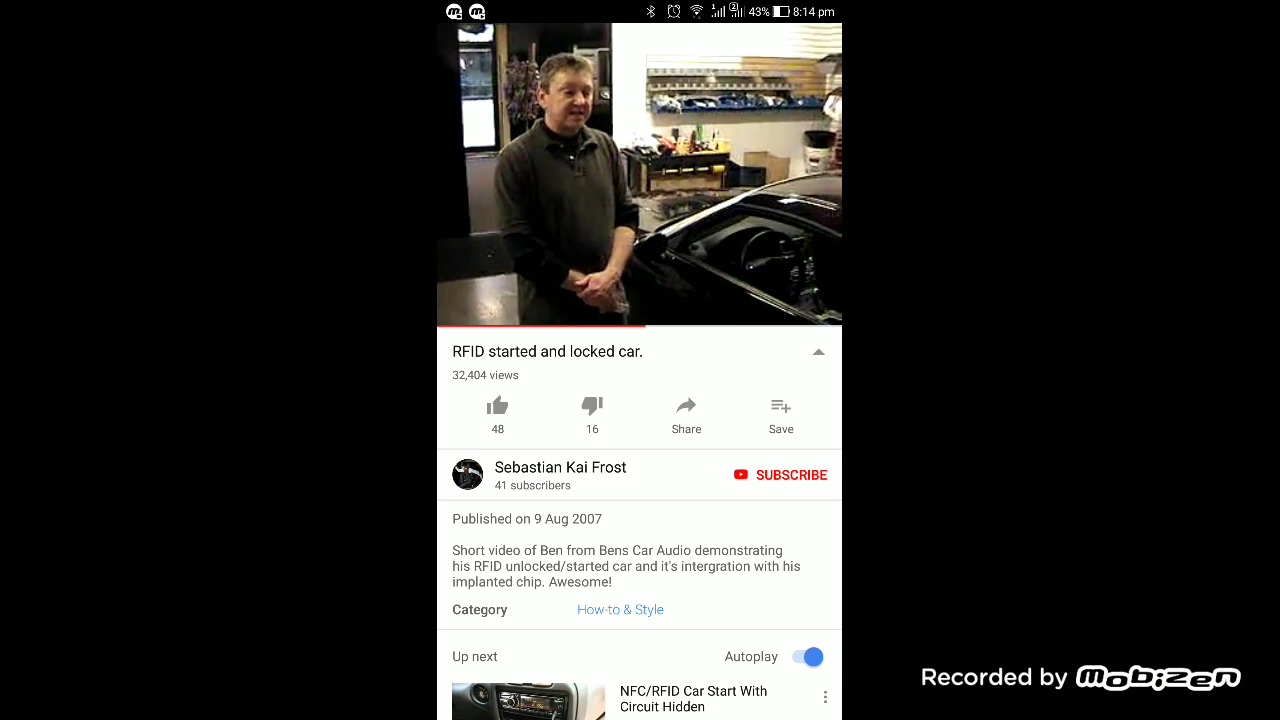 1 2 43% 8:14 pm
RFID started and locked car.
32,404 views
48 16 Share Save
Sebastian Kai Frost
41 subscribers
SUBSCRIBE
Published on 9 Aug 2007
Short video of Ben from Bens Car Audio demonstrating
his RFID unlocked/started car and it's intergration with his
implanted chip. Awesome!
Category How-to & Style
Up next Autoplay
NFC/RFID Car Start With
Circuit Hidden
Recorded by mobizen